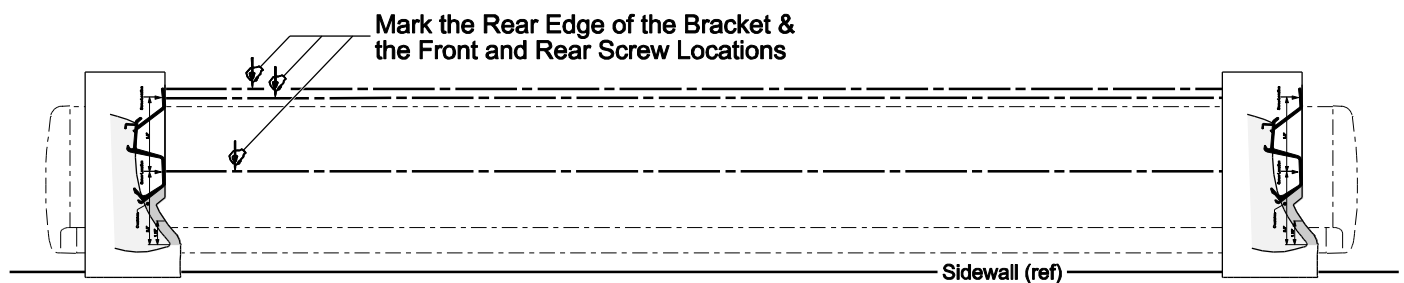 Mark the Rear Edge of the Bracket &
the Front and Rear Screw Locations
Sidewall (ref)